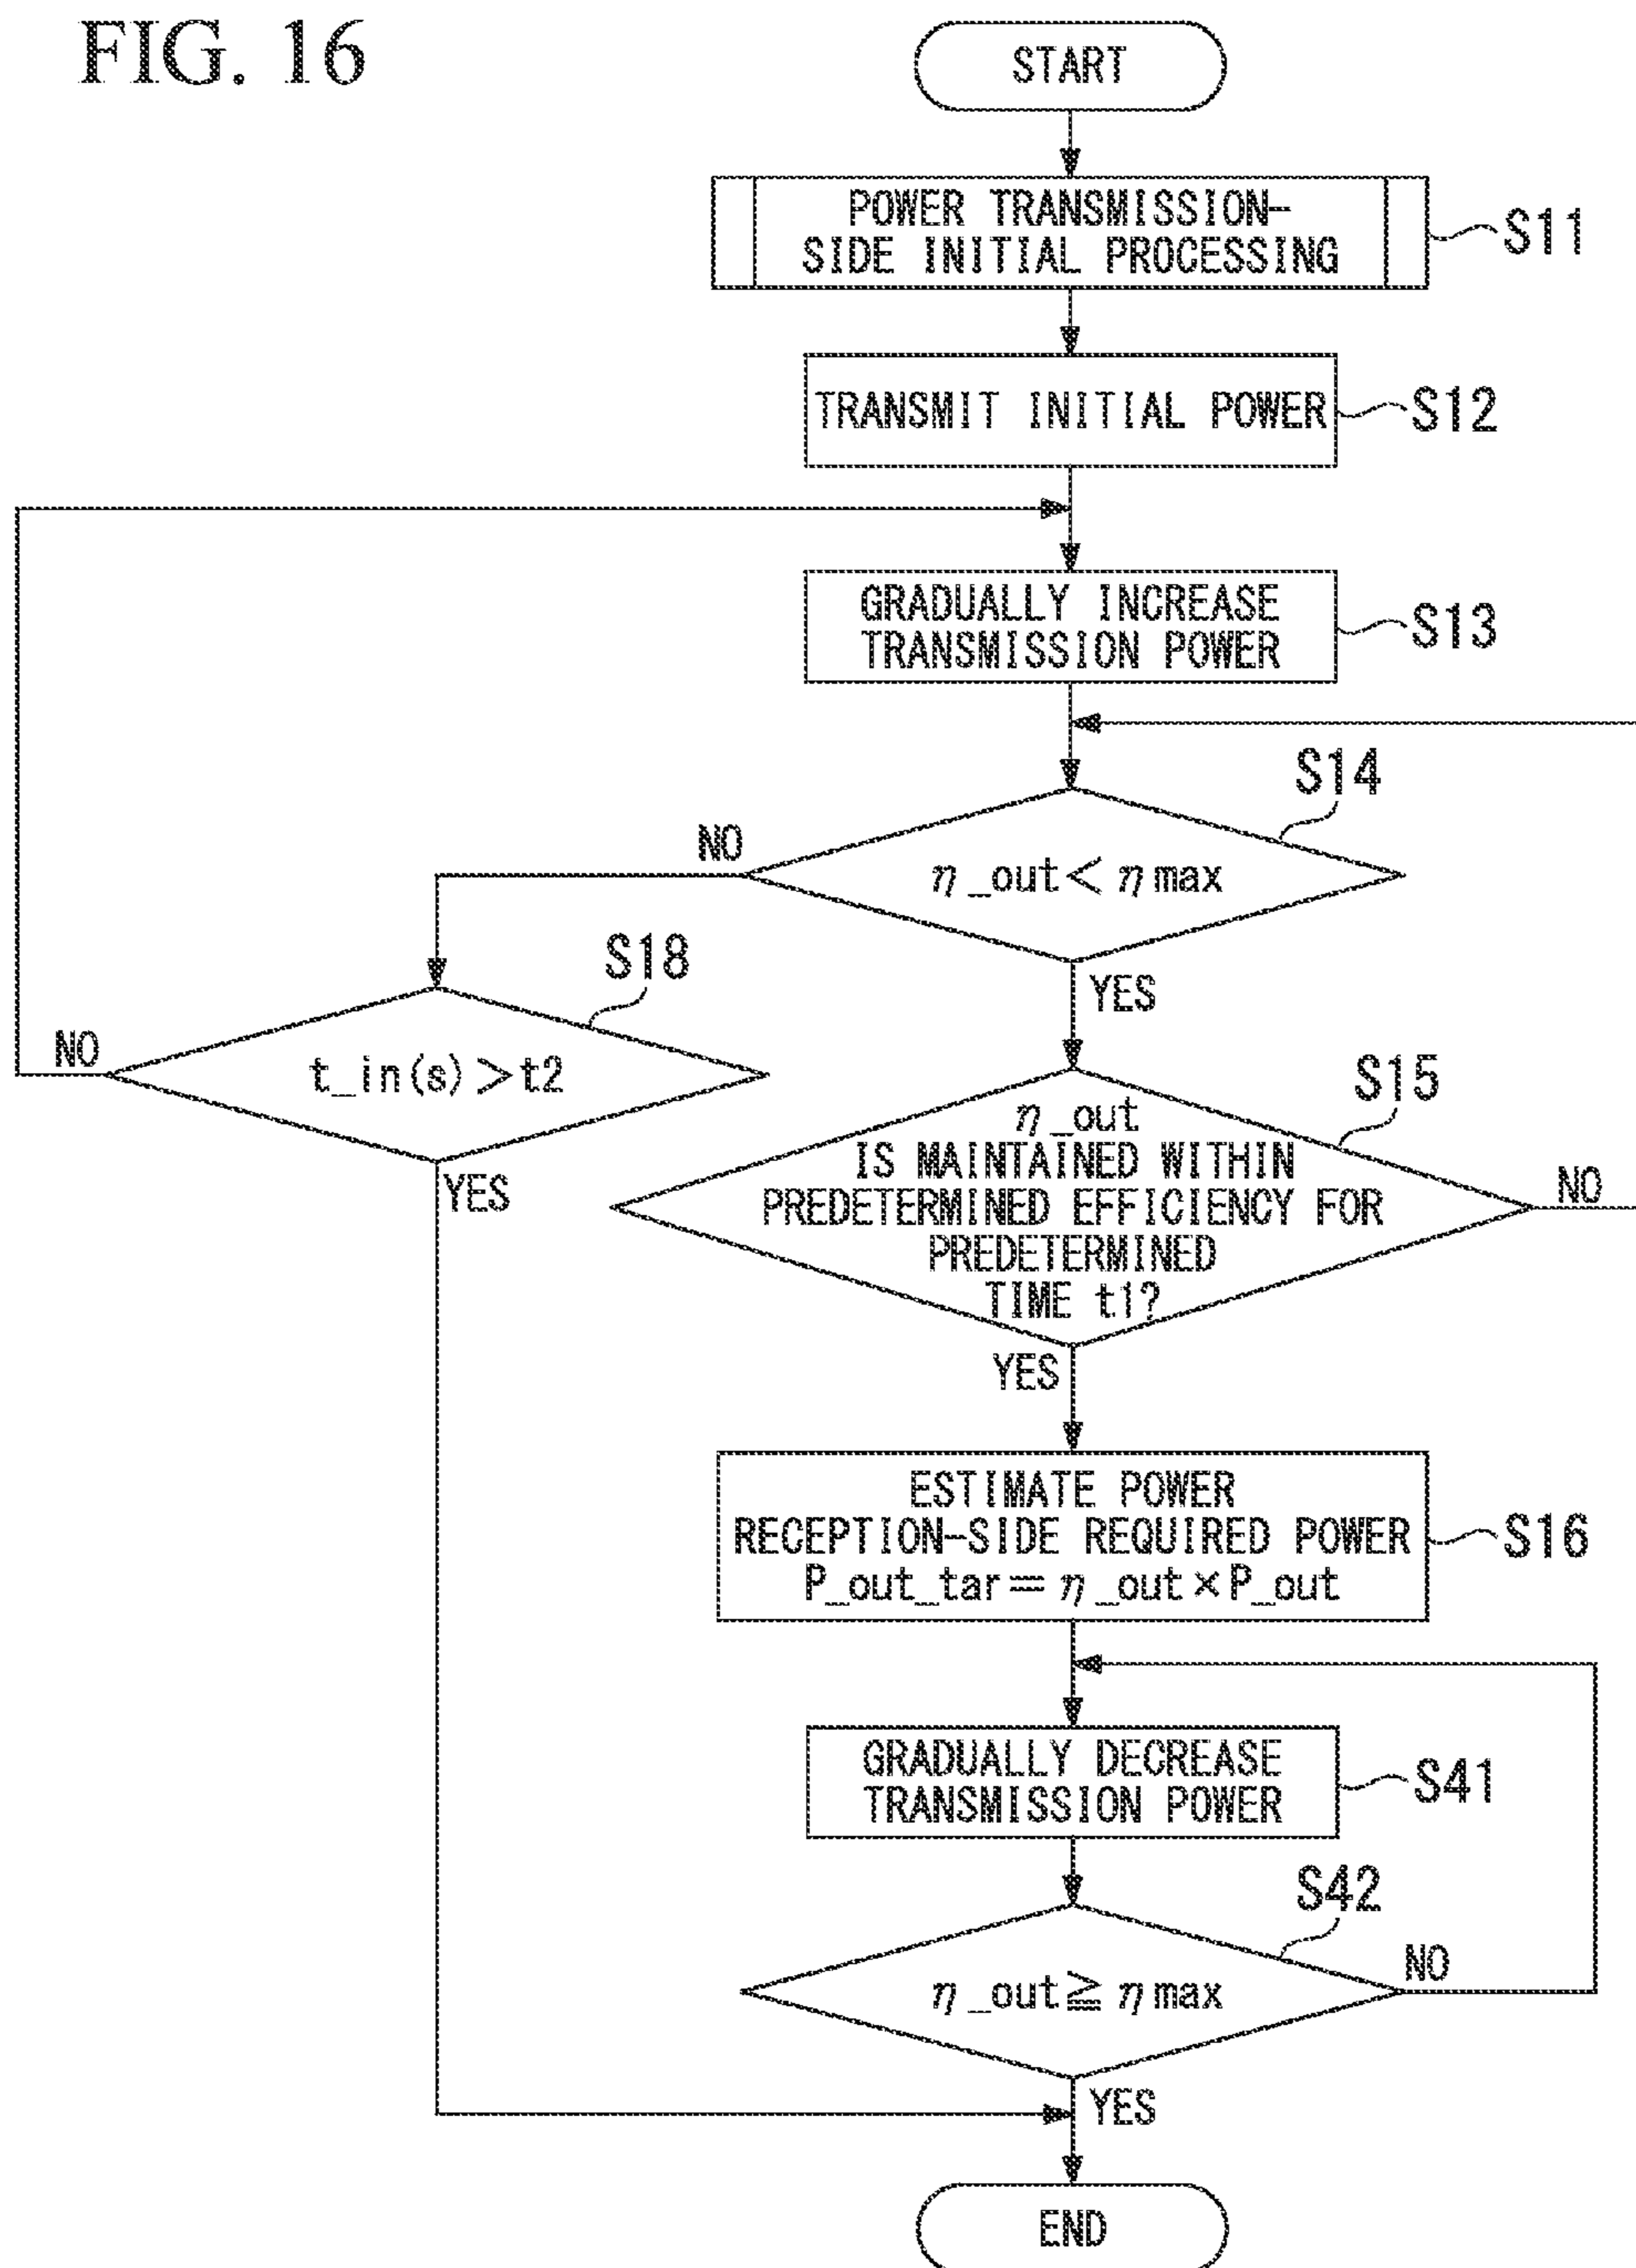 FIG. 16
START
POWER TRANSMISSION-
SIDE INITIAL PROCESSING
S11
TRANSMIT INITIAL POWER
S12
GRADUALLY INCREASE
TRANSMISSION POWER
S13
S14
η_out < ηmax
NO
YES
S18
t_in(s) > t2
NO
YES
S15
η_out
IS MAINTAINED WITHIN
PREDETERMINED EFFICIENCY FOR
PREDETERMINED
TIME t1?
NO
YES
ESTIMATE POWER
RECEPTION-SIDE REQUIRED POWER
P_out_tar = η_out × P_out
S16
GRADUALLY DECREASE
TRANSMISSION POWER
S41
S42
η_out ≧ ηmax
NO
YES
END